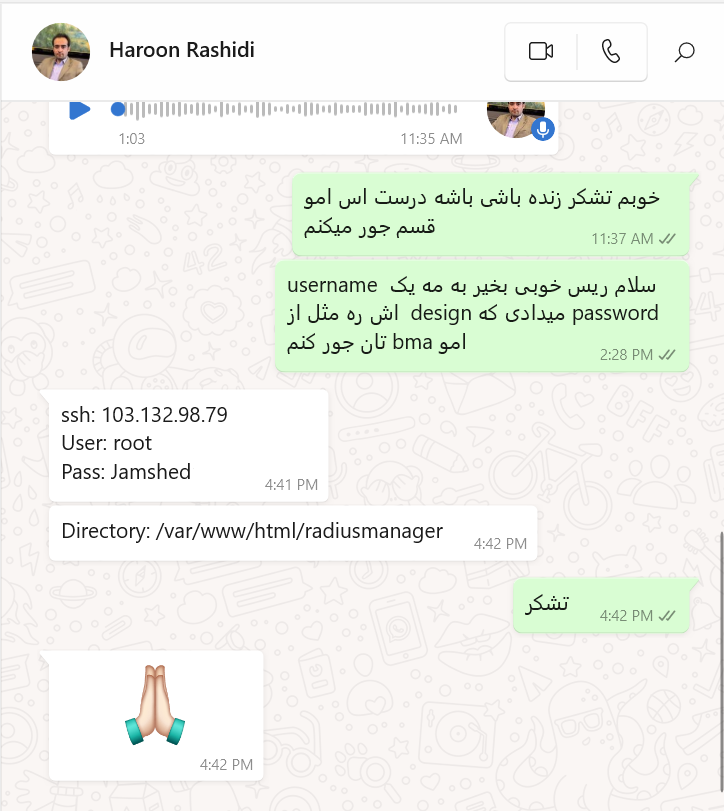 Haroon Rashidi
1:03
11:35 AM
خوبم تشکر زنده باشی باشه درست اس امو
قسم جور میکنم
11:37 AM
سلام ریس خوبی بخیر به مه یک username
password میدادی که design اش ره مثل از
امو bma تان جور کنم
2:28 PM
ssh: 103.132.98.79
User: root
Pass: Jamshed
4:41 PM
Directory: /var/www/html/radiusmanager
4:42 PM
تشکر
4:42 PM
4:42 PM